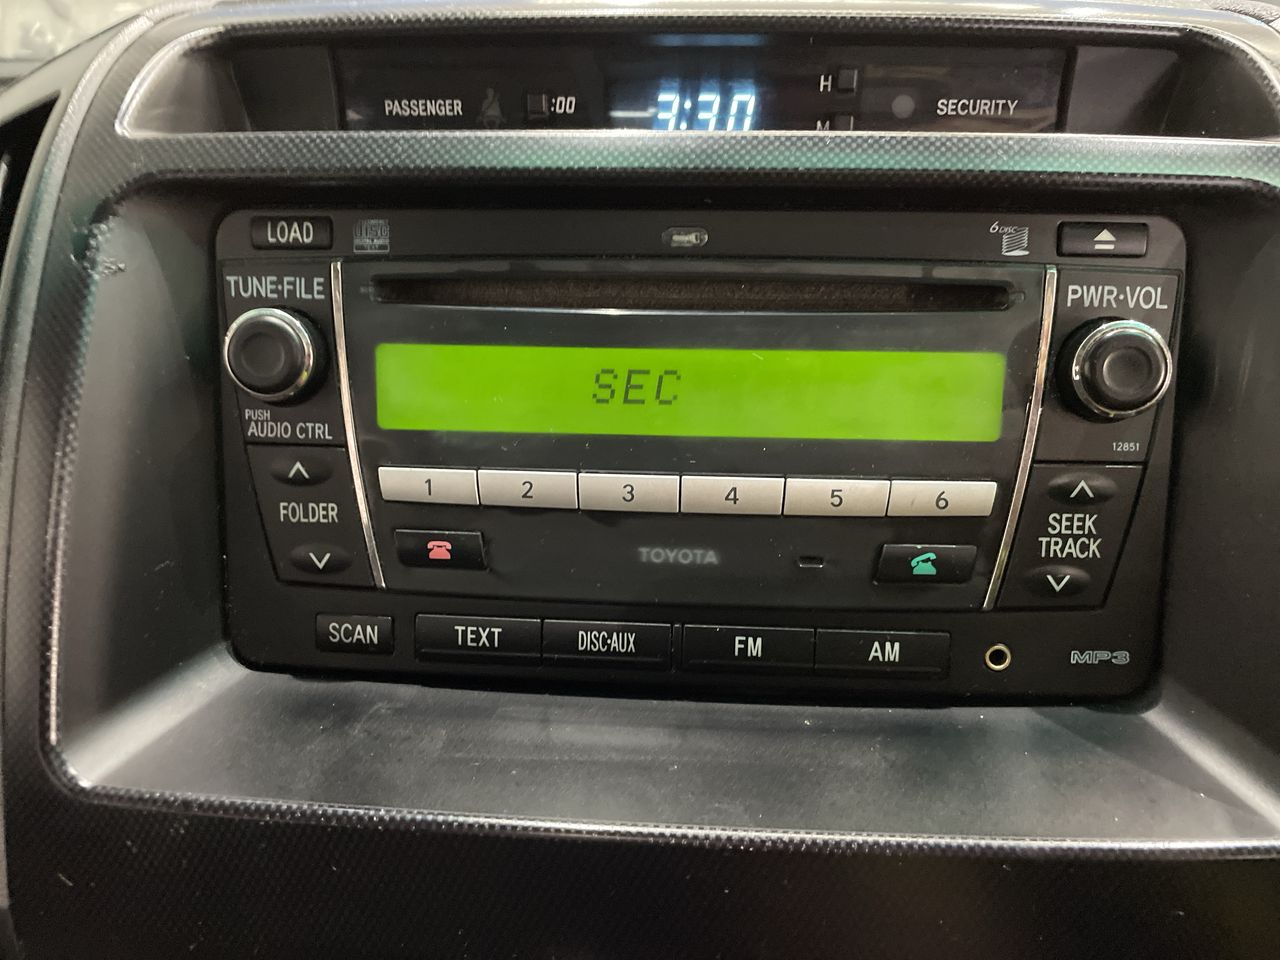 PASSENGER :00 3:30 H SECURITY
M
LOAD
DISC
6 DISC
TUNE•FILE
PWR•VOL
SEC
PUSH
AUDIO CTRL
12851
1 2 3 4 5 6
FOLDER
SEEK
TRACK
TOYOTA
SCAN TEXT DISC•AUX FM AM MP3